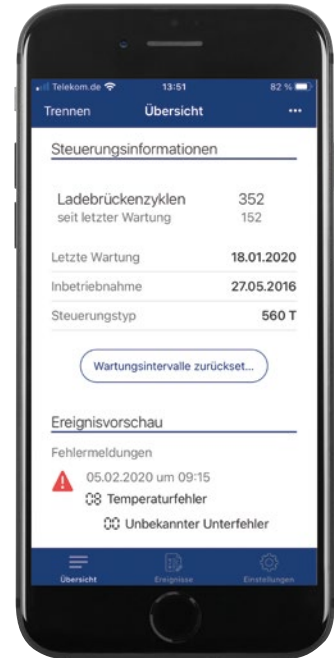 Telekom.de 13:51 82 %
Trennen Übersicht ...
Steuerungsinformationen
Ladebrückenzyklen 352
seit letzter Wartung 152
Letzte Wartung 18.01.2020
Inbetriebnahme 27.05.2016
Steuerungstyp 560 T
Wartungsintervalle zurückset...
Ereignisvorschau
Fehlermeldungen
05.02.2020 um 09:15
08 Temperaturfehler
00 Unbekannter Unterfehler
Übersicht Ereignisse Einstellungen